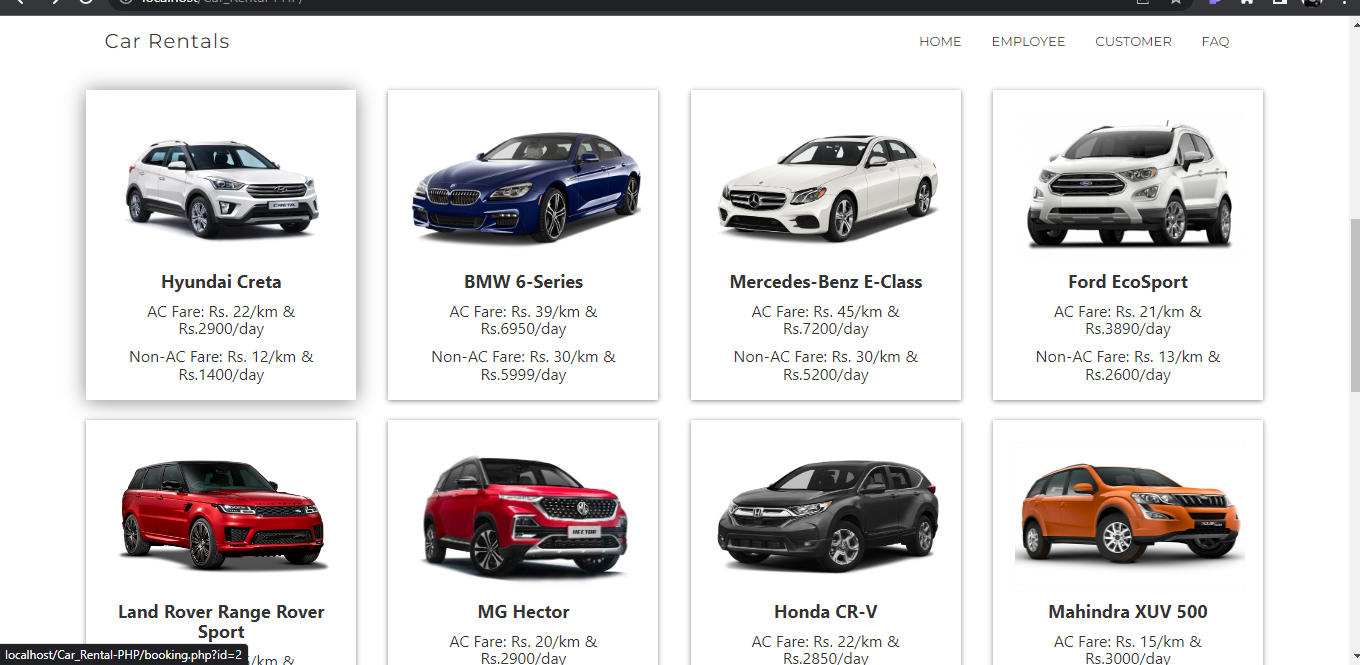 localhost/Car_Rental-PHP/
Car Rentals
HOME EMPLOYEE CUSTOMER FAQ
CRETA
Hyundai Creta
AC Fare: Rs. 22/km &
Rs.2900/day
Non-AC Fare: Rs. 12/km &
Rs.1400/day
BMW 6-Series
AC Fare: Rs. 39/km &
Rs.6950/day
Non-AC Fare: Rs. 30/km &
Rs.5999/day
Mercedes-Benz E-Class
AC Fare: Rs. 45/km &
Rs.7200/day
Non-AC Fare: Rs. 30/km &
Rs.5200/day
Ford EcoSport
AC Fare: Rs. 21/km &
Rs.3890/day
Non-AC Fare: Rs. 13/km &
Rs.2600/day
Land Rover Range Rover
Sport
/km &
HECTOR
MG Hector
AC Fare: Rs. 20/km &
Rs.2900/day
Honda CR-V
AC Fare: Rs. 22/km &
Rs.2850/day
Mahindra XUV 500
AC Fare: Rs. 15/km &
Rs.3000/day
localhost/Car_Rental-PHP/booking.php?id=2